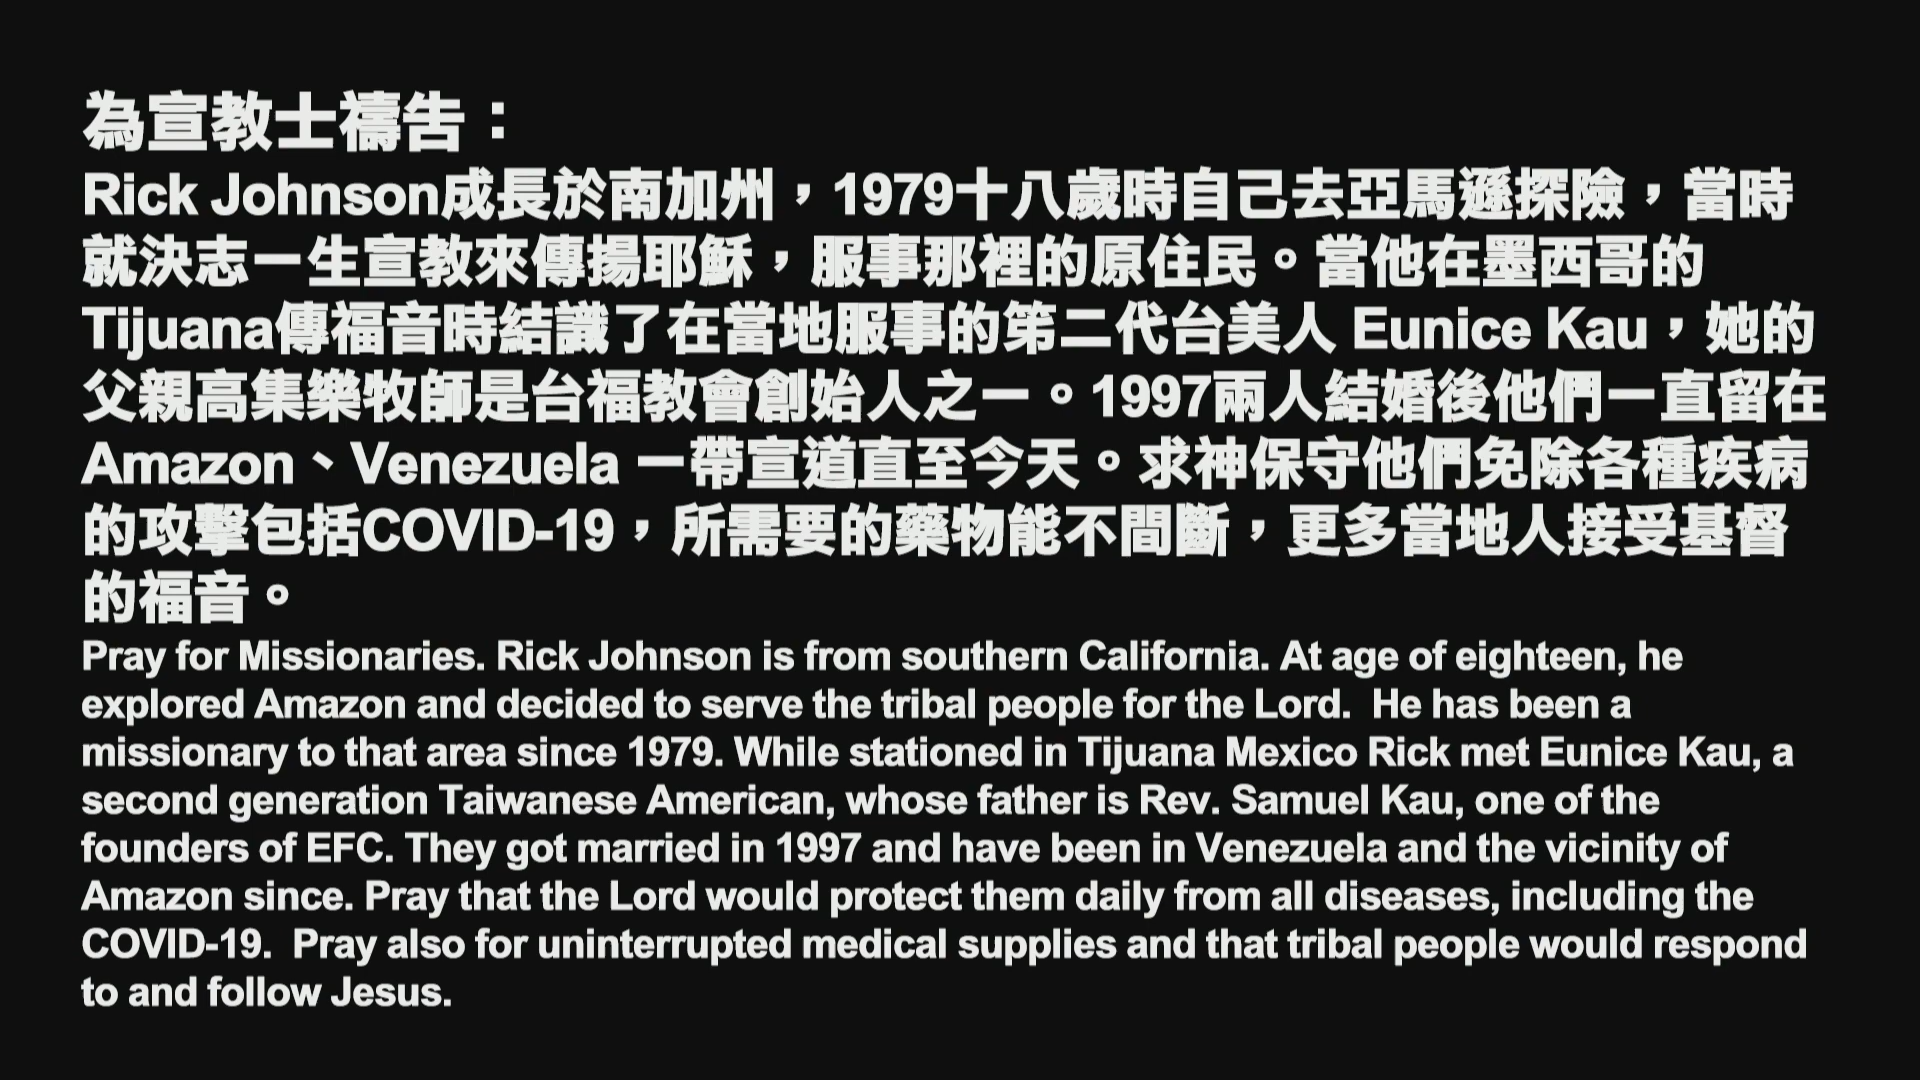 為宣教士禱告：
Rick Johnson成長於南加州，1979十八歲時自己去亞馬遜探險，當時
就決志一生宣教來傳揚耶穌，服事那裡的原住民。當他在墨西哥的
Tijuana傳福音時結識了在當地服事的第二代台美人 Eunice Kau，她的
父親高集樂牧師是台福教會創始人之一。1997兩人結婚後他們一直留在
Amazon、Venezuela 一帶宣道直至今天。求神保守他們免除各種疾病
的攻擊包括COVID-19，所需要的藥物能不間斷，更多當地人接受基督
的福音。
Pray for Missionaries. Rick Johnson is from southern California. At age of eighteen, he
explored Amazon and decided to serve the tribal people for the Lord.  He has been a
missionary to that area since 1979. While stationed in Tijuana Mexico Rick met Eunice Kau, a
second generation Taiwanese American, whose father is Rev. Samuel Kau, one of the
founders of EFC. They got married in 1997 and have been in Venezuela and the vicinity of
Amazon since. Pray that the Lord would protect them daily from all diseases, including the
COVID-19.  Pray also for uninterrupted medical supplies and that tribal people would respond
to and follow Jesus.